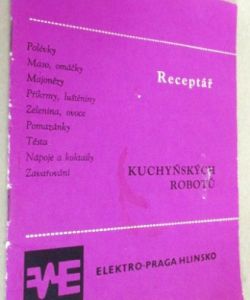 Polévky
Maso, omáčky
Majonézy
Příkrmy, luštěniny
Zelenina, ovoce
Pomazánky
Těsta
Nápoje a koktaily
Zavařování
Receptář
KUCHYŇSKÝCH
ROBOTŮ
ELEKTRO-PRAGA HLINSKO